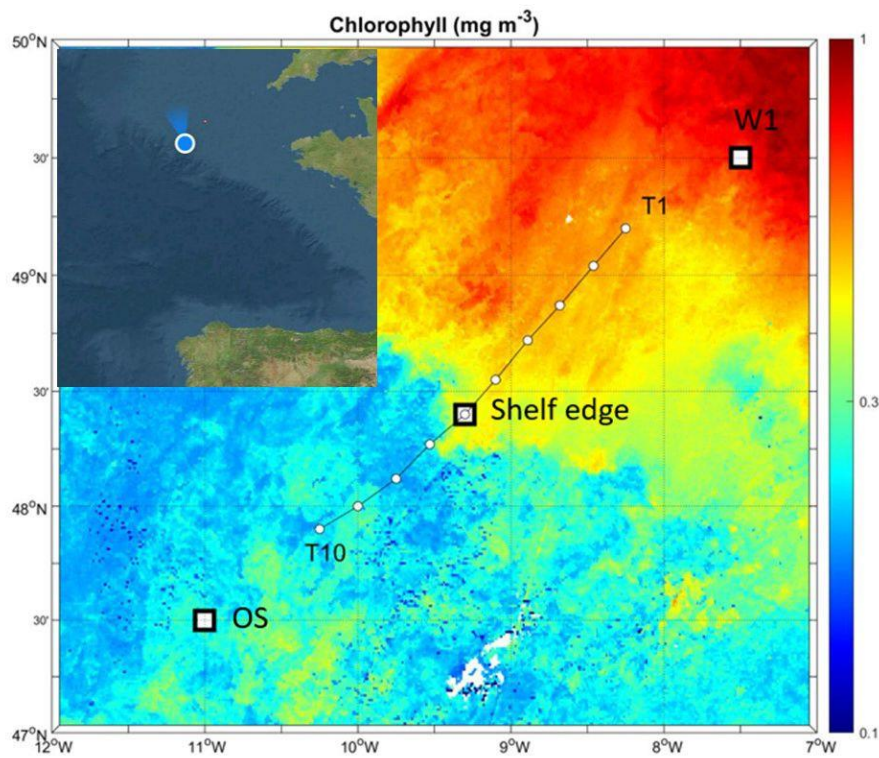 Chlorophyll (mg m⁻³)
50°N
1
W1
30'
T1
49°N
30'
Shelf edge
0.3
48°N
T10
30'
OS
47°N
0.1
12°W
11°W
10°W
9°W
8°W
7°W